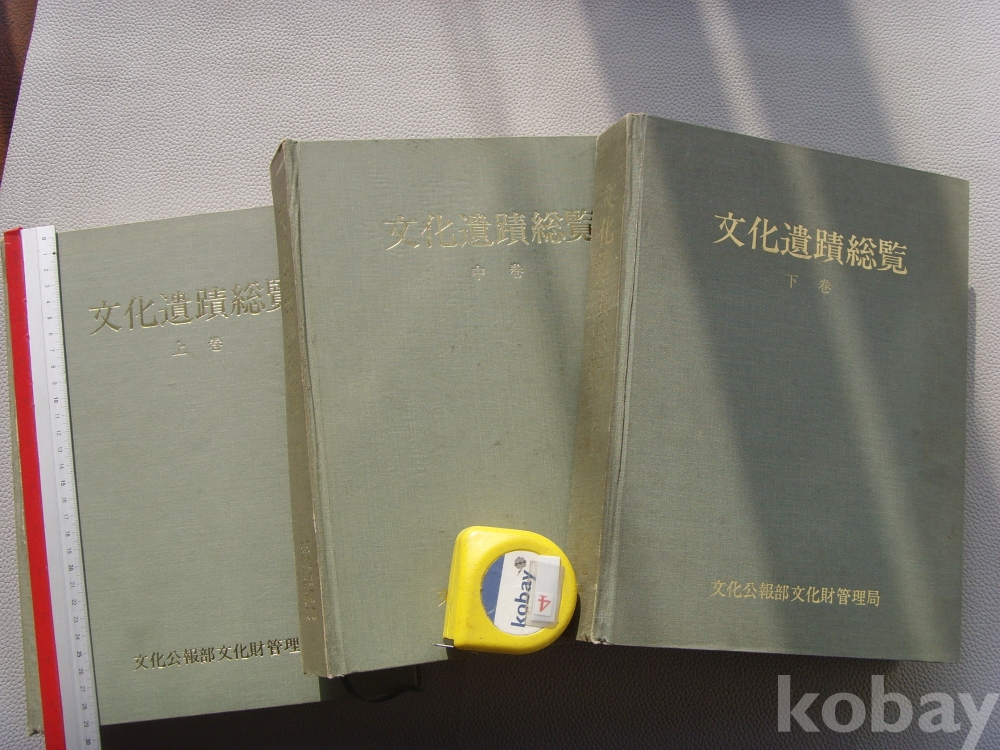 文化遺蹟総覧
上 巻
文化公報部文化財管理
文化遺蹟総覧
中 巻
文化遺蹟総覧
下 巻
文化公報部文化財管理局
文化
kobay
4
kobay